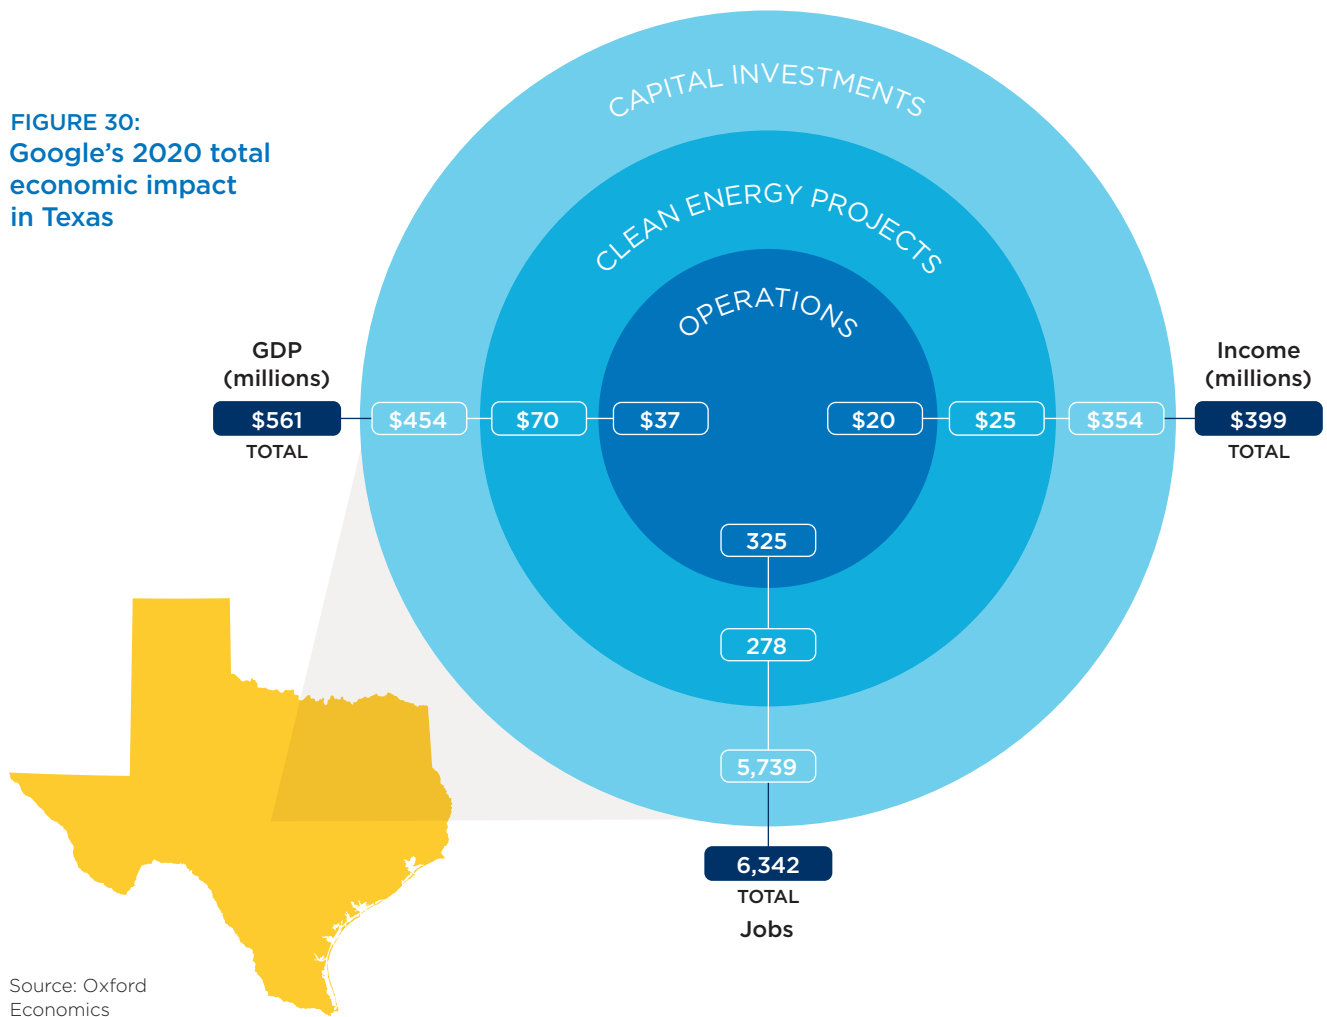 FIGURE 30:
Google’s 2020 total
economic impact
in Texas
CAPITAL INVESTMENTS
CLEAN ENERGY PROJECTS
OPERATIONS
GDP
(millions)
$561
TOTAL
$454
$70
$37
$20
$25
$354
Income
(millions)
$399
TOTAL
325
278
5,739
6,342
TOTAL
Jobs
Source: Oxford
Economics